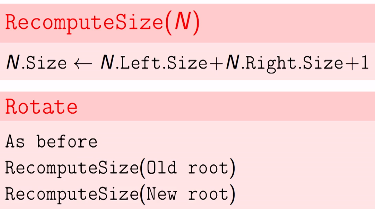 RecomputeSize(N)
N.Size ← N.Left.Size+N.Right.Size+1
Rotate
As before
RecomputeSize(Old root)
RecomputeSize(New root)